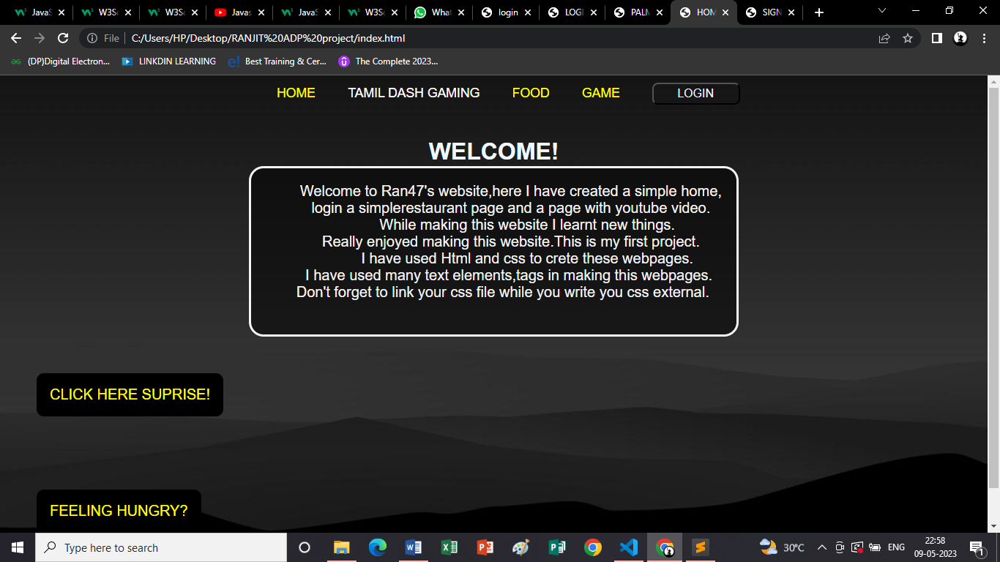 JavaS
W3Sc
W3Sc
Javas
JavaS
W3Sc
What
login
LOGI
PALM
HOM
SIGN
File
C:/Users/HP/Desktop/RANJIT%20ADP%20project/index.html
(DP)Digital Electron...
LINKDIN LEARNING
e!
Best Training & Cer...
The Complete 2023...
HOME
TAMIL DASH GAMING
FOOD
GAME
LOGIN
WELCOME!
Welcome to Ran47's website,here I have created a simple home,
login a simplerestaurant page and a page with youtube video.
While making this website I learnt new things.
Really enjoyed making this website.This is my first project.
I have used Html and css to crete these webpages.
I have used many text elements,tags in making this webpages.
Don't forget to link your css file while you write you css external.
CLICK HERE SUPRISE!
FEELING HUNGRY?
Type here to search
30°C
ENG
22:58
09-05-2023
1